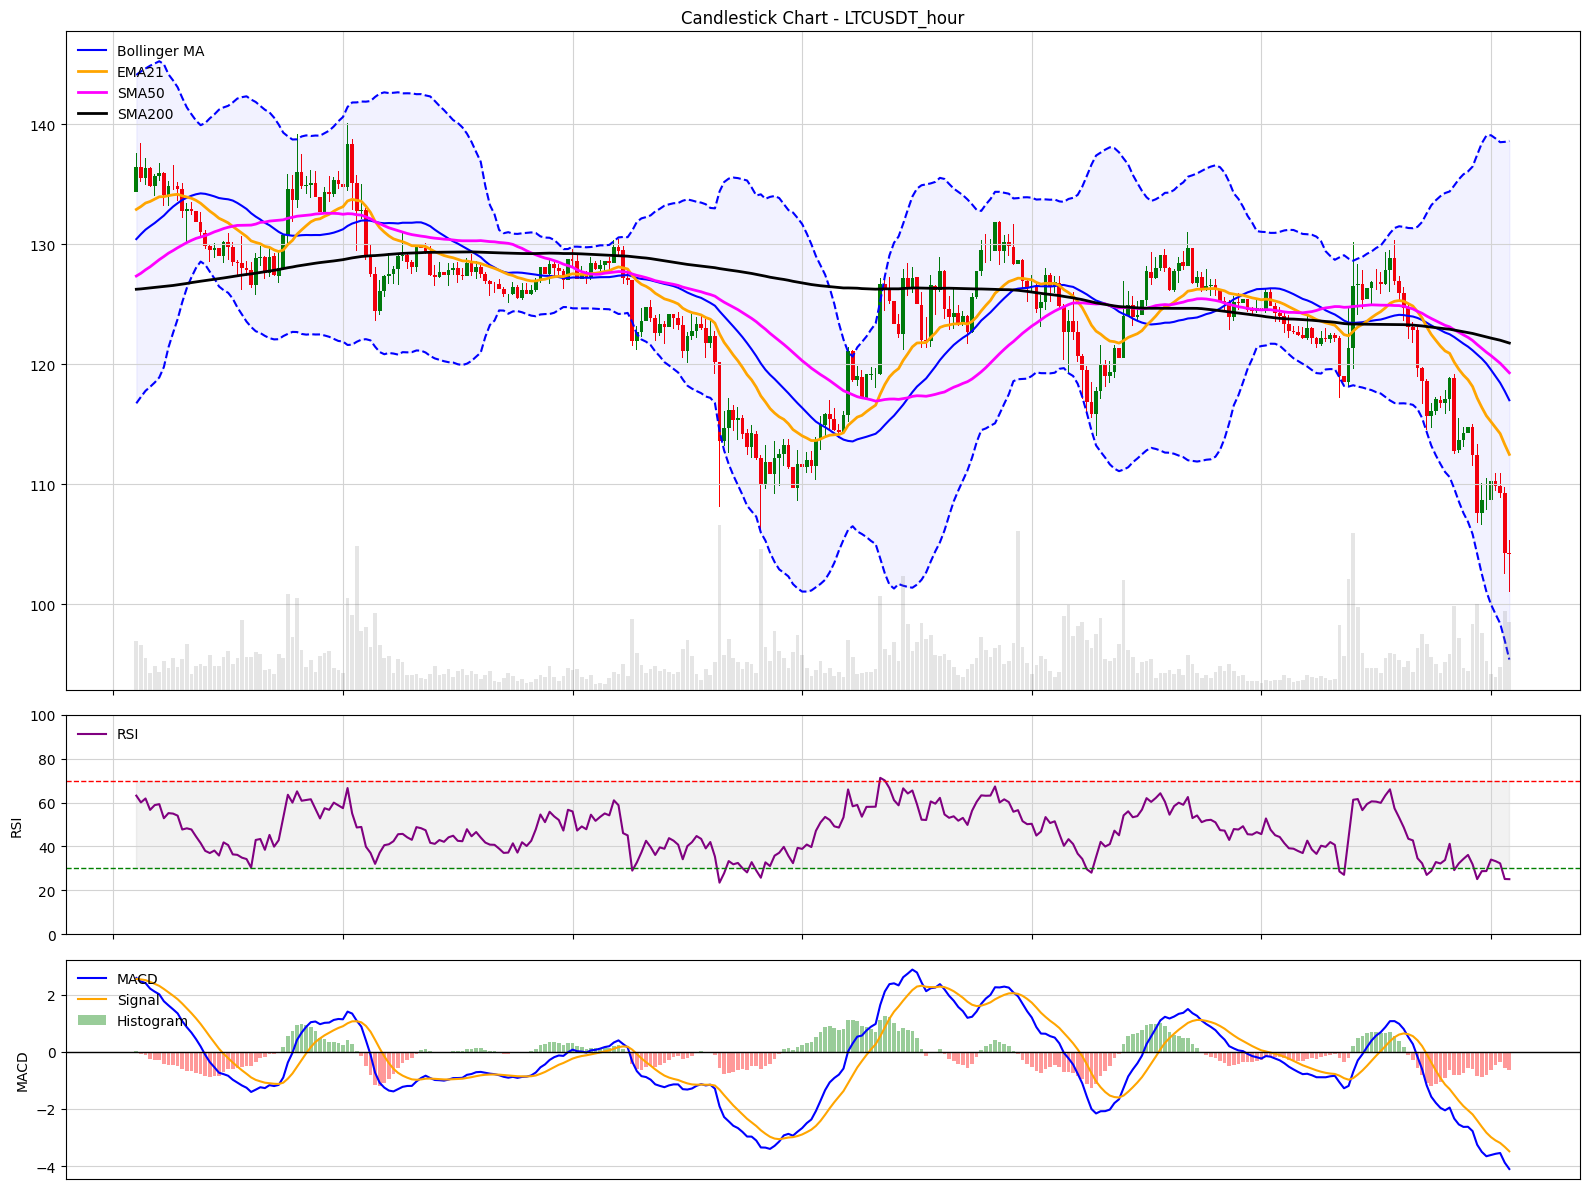 Candlestick Chart - LTCUSDT_hour
Bollinger MA
EMA21
SMA50
SMA200
140
130
120
110
100
RSI
100
80
60
40
20
0
RSI
MACD
Signal
Histogram
2
0
−2
−4
MACD